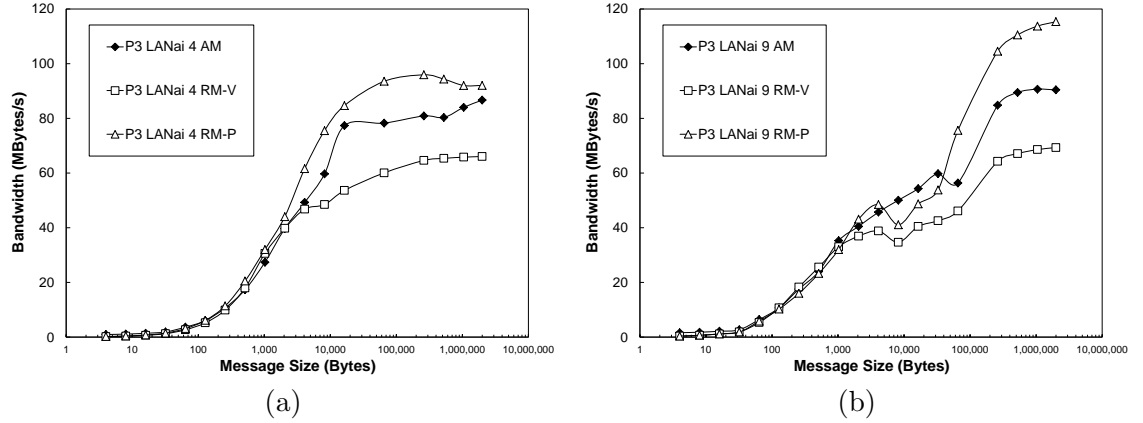 120
100
80
60
40
20
0
Bandwidth (MBytes/s)
P3 LANai 4 AM
P3 LANai 4 RM-V
P3 LANai 4 RM-P
1 10 100 1,000 10,000 100,000 1,000,000 10,000,000
Message Size (Bytes)
(a)
120
100
80
60
40
20
0
Bandwidth (MBytes/s)
P3 LANai 9 AM
P3 LANai 9 RM-V
P3 LANai 9 RM-P
1 10 100 1,000 10,000 100,000 1,000,000 10,000,000
Message Size (Bytes)
(b)